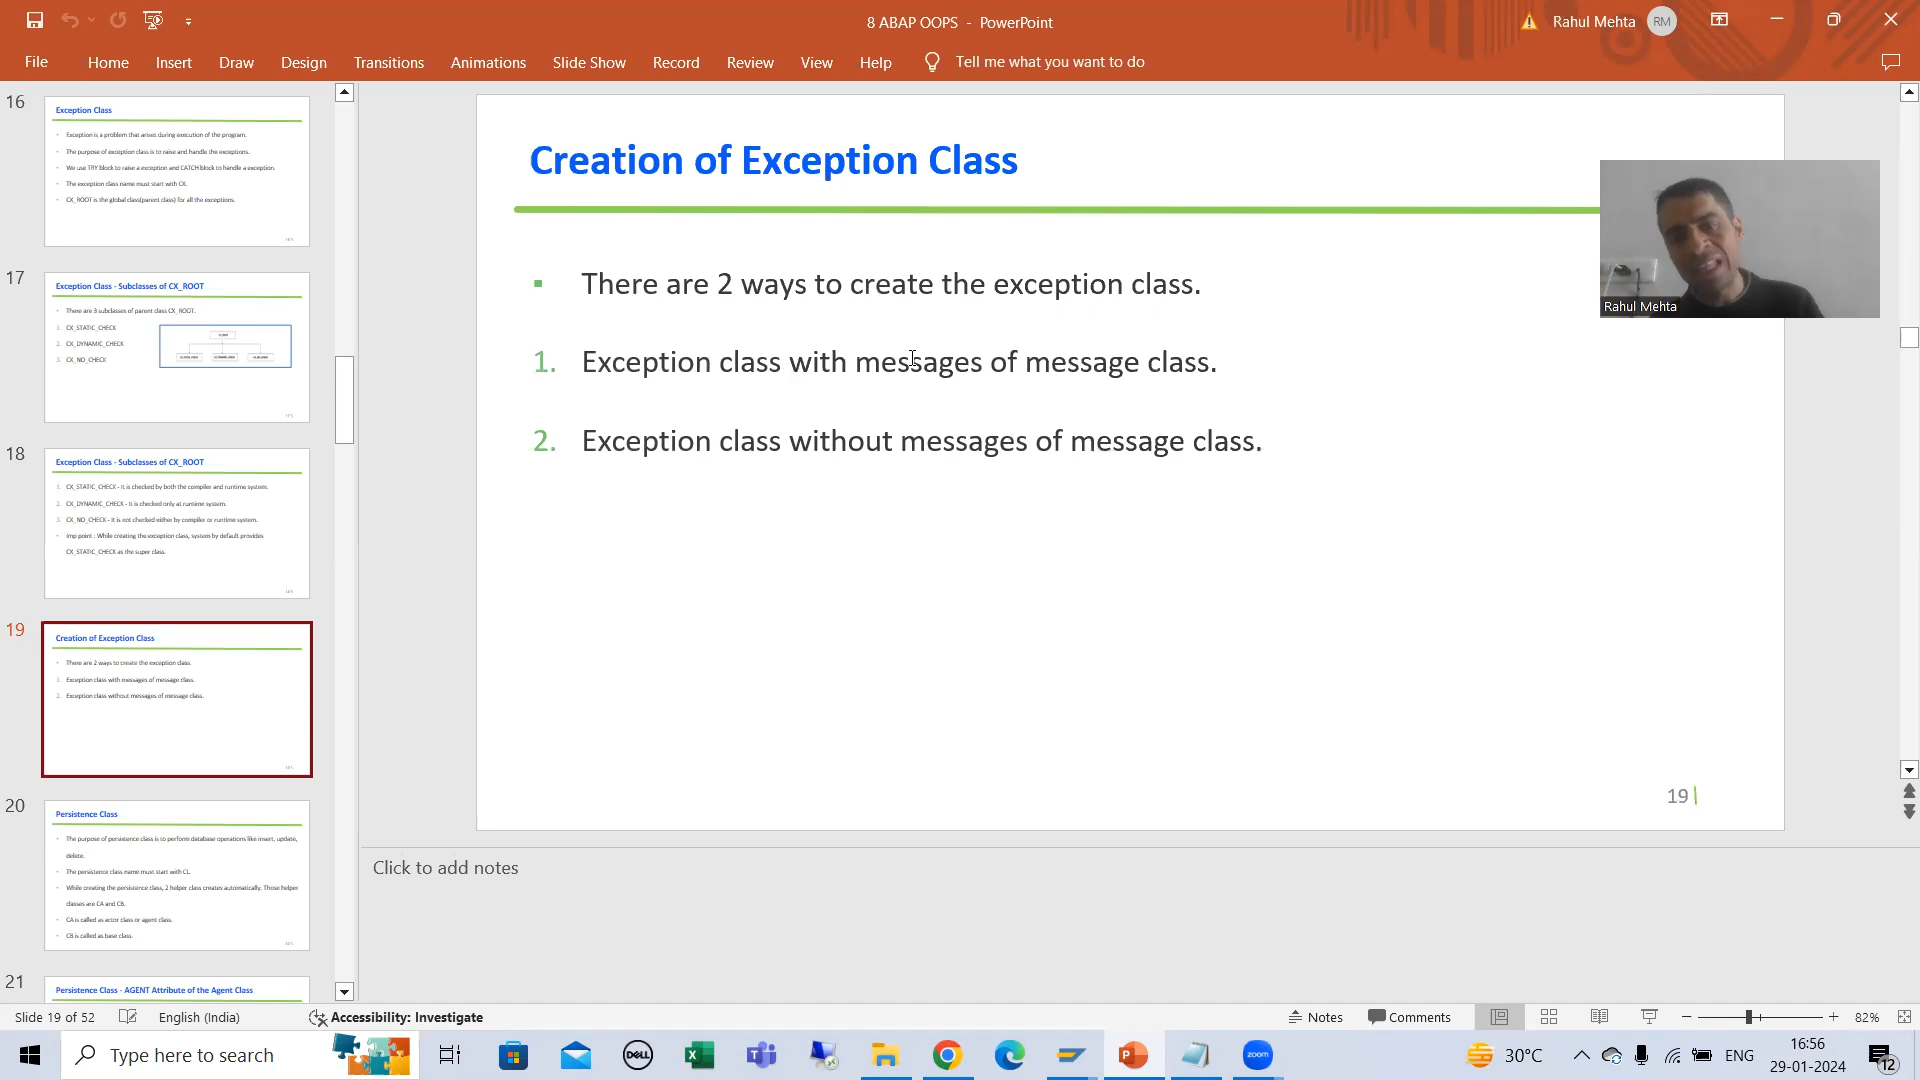 8 ABAP OOPS - PowerPoint
Rahul Mehta
RM
File
Home
Insert
Draw
Design
Transitions
Animations
Slide Show
Record
Review
View
Help
Tell me what you want to do
16
Exception Class
Exception is a problem that arises during execution of the program.
The purpose of exception class is to raise and handle the exceptions.
We use TRY block to raise a exception and CATCH block to handle a exception.
The exception class name must start with CX.
CX_ROOT is the global class(parent class) for all the exceptions.
17
Exception Class - Subclasses of CX_ROOT
There are 3 subclasses of parent class CX_ROOT.
1. CX_STATIC_CHECK
2. CX_DYNAMIC_CHECK
3. CX_NO_CHECK
18
Exception Class - Subclasses of CX_ROOT
1. CX_STATIC_CHECK - It is checked by both the compiler and runtime system.
2. CX_DYNAMIC_CHECK - It is checked only at runtime system.
3. CX_NO_CHECK - It is not checked either by compiler or runtime system.
Imp point : While creating the exception class, system by default provides
CX_STATIC_CHECK as the super class.
19
Creation of Exception Class
There are 2 ways to create the exception class.
1. Exception class with messages of message class.
2. Exception class without messages of message class.
20
Persistence Class
The purpose of persistence class is to perform database operations like insert, update,
delete.
The persistence class name must start with CL.
While creating the persistence class, 2 helper class creates automatically. Those helper
classes are CA and CB.
CA is called as actor class or agent class.
CB is called as base class.
21
Persistence Class - AGENT Attribute of the Agent Class
Creation of Exception Class
There are 2 ways to create the exception class.
1. Exception class with messages of message class.
2. Exception class without messages of message class.
19
Rahul Mehta
Click to add notes
Slide 19 of 52
English (India)
Accessibility: Investigate
Notes
Comments
82%
Type here to search
DELL
zoom
30°C
ENG
16:56
29-01-2024
12